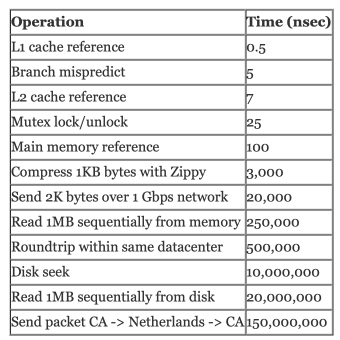 Operation Time (nsec)
L1 cache reference 0.5
Branch mispredict 5
L2 cache reference 7
Mutex lock/unlock 25
Main memory reference 100
Compress 1KB bytes with Zippy 3,000
Send 2K bytes over 1 Gbps network 20,000
Read 1MB sequentially from memory 250,000
Roundtrip within same datacenter 500,000
Disk seek 10,000,000
Read 1MB sequentially from disk 20,000,000
Send packet CA -> Netherlands -> CA 150,000,000